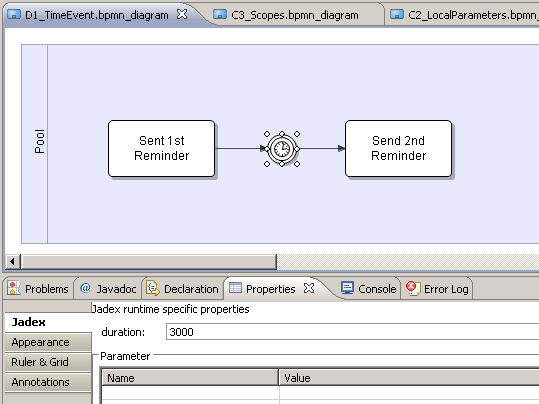 D1_TimeEvent.bpmn_diagram C3_Scopes.bpmn_diagram C2_LocalParameters.bpmn_
Pool
Sent 1st
Reminder
Send 2nd
Reminder
Problems @ Javadoc Declaration Properties Console Error Log
Jadex runtime specific properties
Jadex
duration: 3000
Appearance
Ruler & Grid
Parameter
Annotations
Name Value